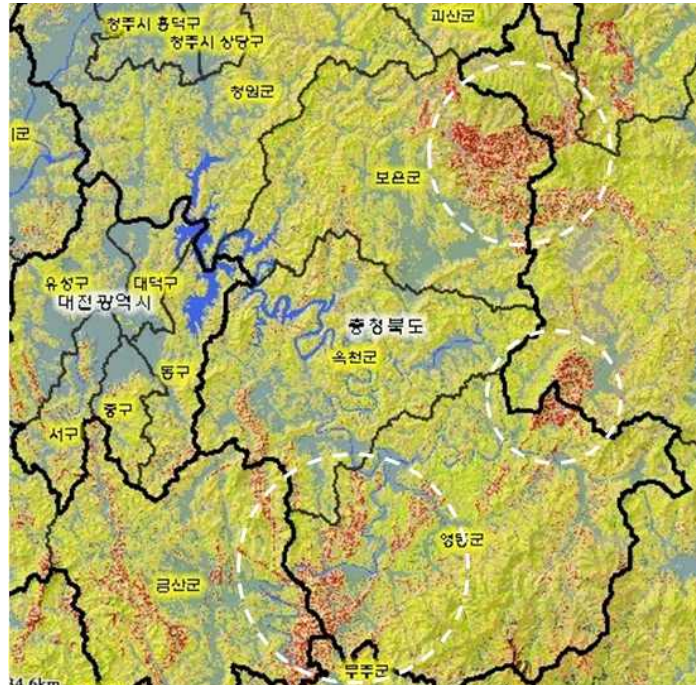 청주시 흥덕구
괴산군
청주시 상당구
청원군
보은군
유성구
대덕구
대전광역시
충청북도
옥천군
동구
중구
서구
영동군
금산군
무주군
34.6km